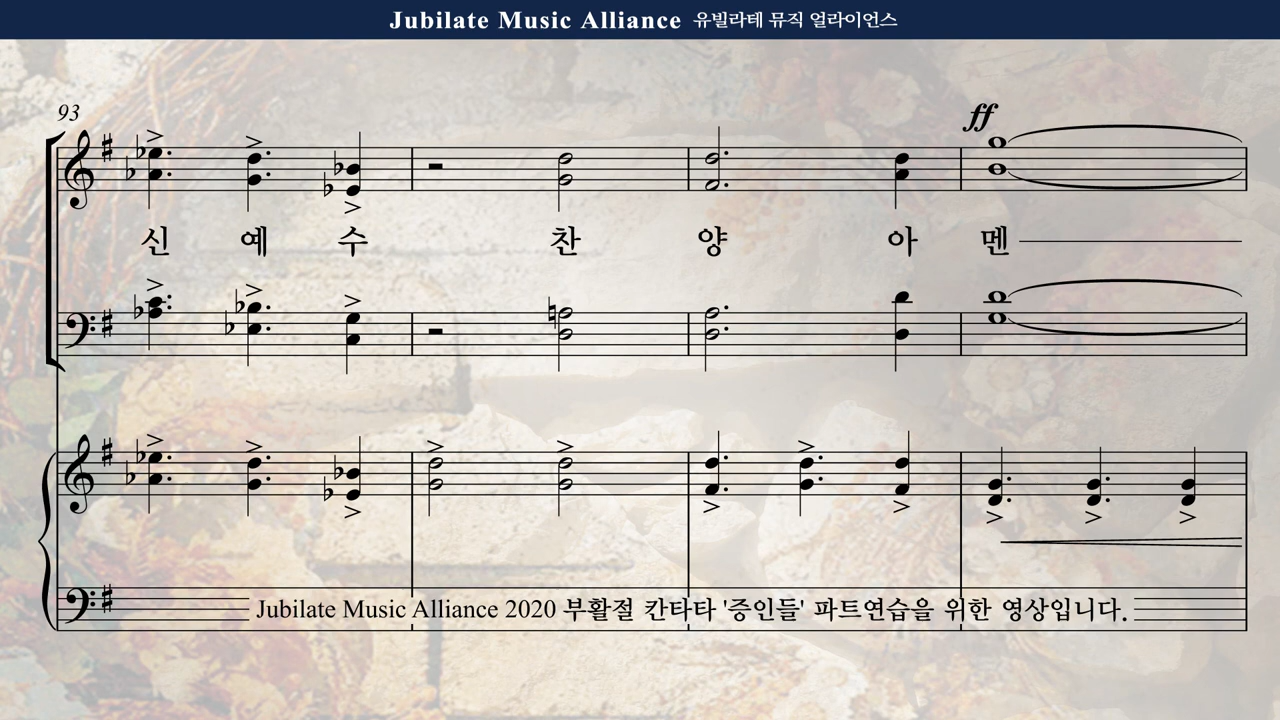 Jubilate Music Alliance 유빌라테 뮤직 얼라이언스
93
ff
신 예 수 찬 양 아 멘
Jubilate Music Alliance 2020 부활절 칸타타 '증인들' 파트연습을 위한 영상입니다.